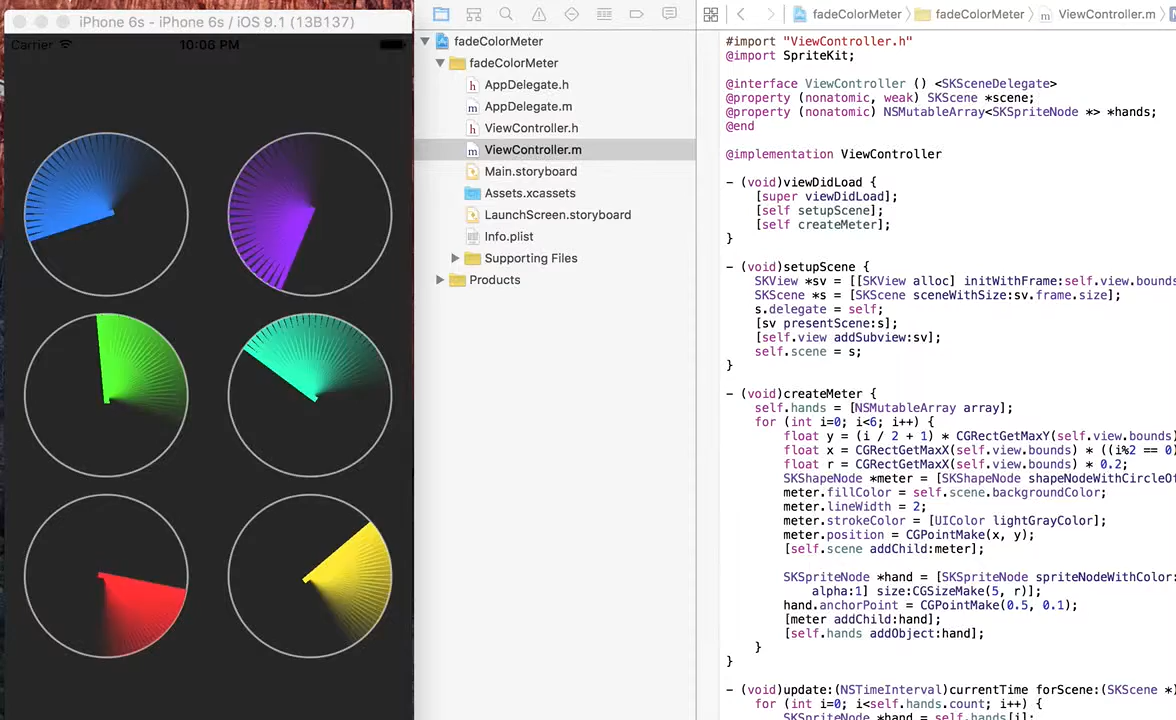 iPhone 6s - iPhone 6s / iOS 9.1 (13B137)
Carrier 10:06 PM
fadeColorMeter
fadeColorMeter
AppDelegate.h
AppDelegate.m
ViewController.h
ViewController.m
Main.storyboard
Assets.xcassets
LaunchScreen.storyboard
Info.plist
Supporting Files
Products
fadeColorMeter fadeColorMeter ViewController.m
#import "ViewController.h"
@import SpriteKit;
@interface ViewController () <SKSceneDelegate>
@property (nonatomic, weak) SKScene *scene;
@property (nonatomic) NSMutableArray<SKSpriteNode *> *hands;
@end
@implementation ViewController
- (void)viewDidLoad {
[super viewDidLoad];
[self setupScene];
[self createMeter];
}
- (void)setupScene {
SKView *sv = [[SKView alloc] initWithFrame:self.view.bounds
SKScene *s = [SKScene sceneWithSize:sv.frame.size];
s.delegate = self;
[sv presentScene:s];
[self.view addSubview:sv];
self.scene = s;
}
- (void)createMeter {
self.hands = [NSMutableArray array];
for (int i=0; i<6; i++) {
float y = (i / 2 + 1) * CGRectGetMaxY(self.view.bounds)
float x = CGRectGetMaxX(self.view.bounds) * ((i%2 == 0)
float r = CGRectGetMaxX(self.view.bounds) * 0.2;
SKShapeNode *meter = [SKShapeNode shapeNodeWithCircleOf
meter.fillColor = self.scene.backgroundColor;
meter.lineWidth = 2;
meter.strokeColor = [UIColor lightGrayColor];
meter.position = CGPointMake(x, y);
[self.scene addChild:meter];
SKSpriteNode *hand = [SKSpriteNode spriteNodeWithColor:
alpha:1] size:CGSizeMake(5, r)];
hand.anchorPoint = CGPointMake(0.5, 0.1);
[meter addChild:hand];
[self.hands addObject:hand];
}
}
- (void)update:(NSTimeInterval)currentTime forScene:(SKScene *)
for (int i=0; i<self.hands.count; i++) {
SKSpriteNode *hand = self.hands[i];